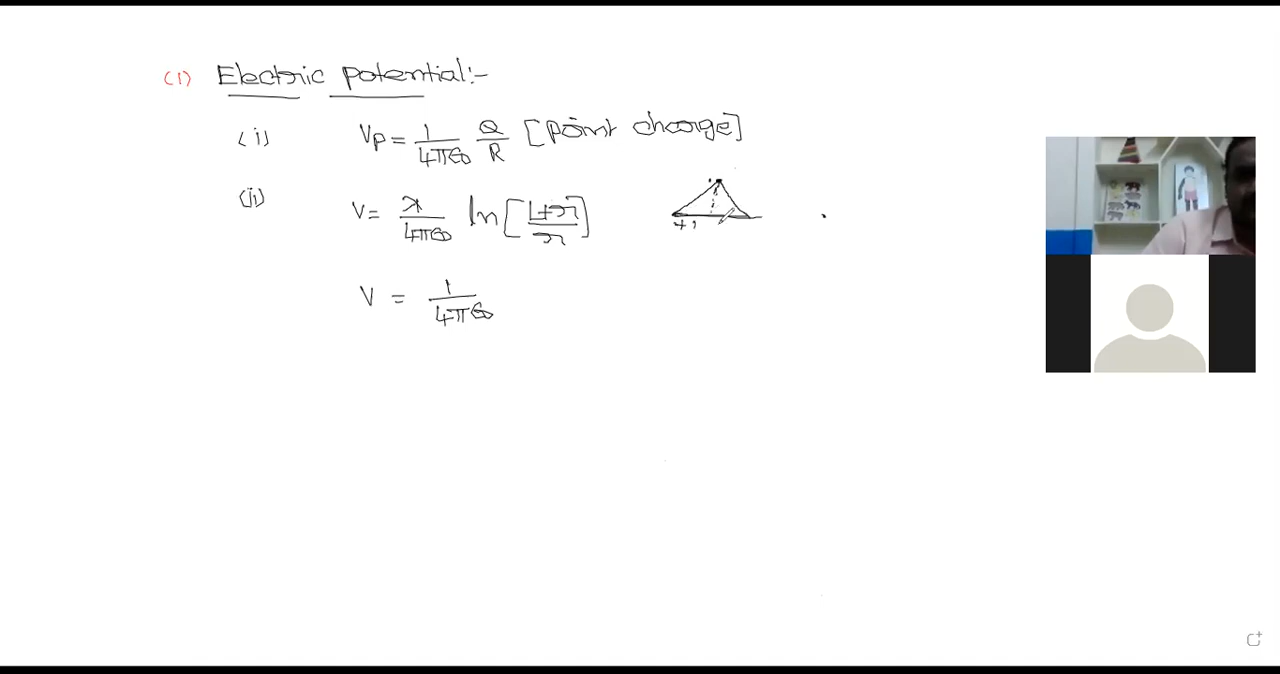 (1) Electric potential:-
(i) Vp = 1/4πϵ0 Q/R [point charge]
(ii) V = λ/4πϵ0 ln [L+r/r]
V = 1/4πϵ0